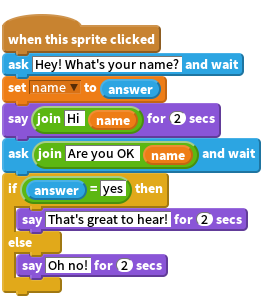 when this sprite clicked
ask Hey! What's your name? and wait
set name to answer
say join Hi name for 2 secs
ask join Are you OK name and wait
if answer = yes then
say That's great to hear! for 2 secs
else
say Oh no! for 2 secs